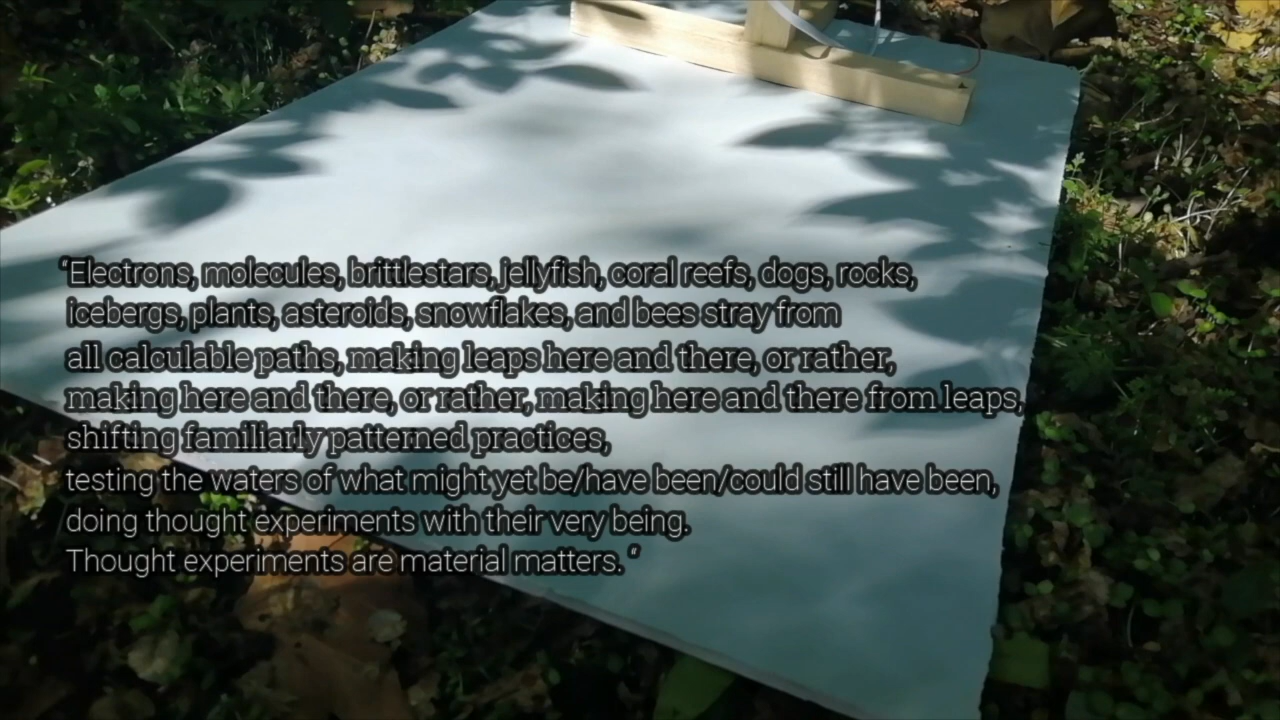 “Electrons, molecules, brittlestars, jellyfish, coral reefs, dogs, rocks,
icebergs, plants, asteroids, snowflakes, and bees stray from
all calculable paths, making leaps here and there, or rather,
making here and there, or rather, making here and there from leaps,
shifting familiarly patterned practices,
testing the waters of what might yet be/have been/could still have been,
doing thought experiments with their very being.
Thought experiments are material matters. “